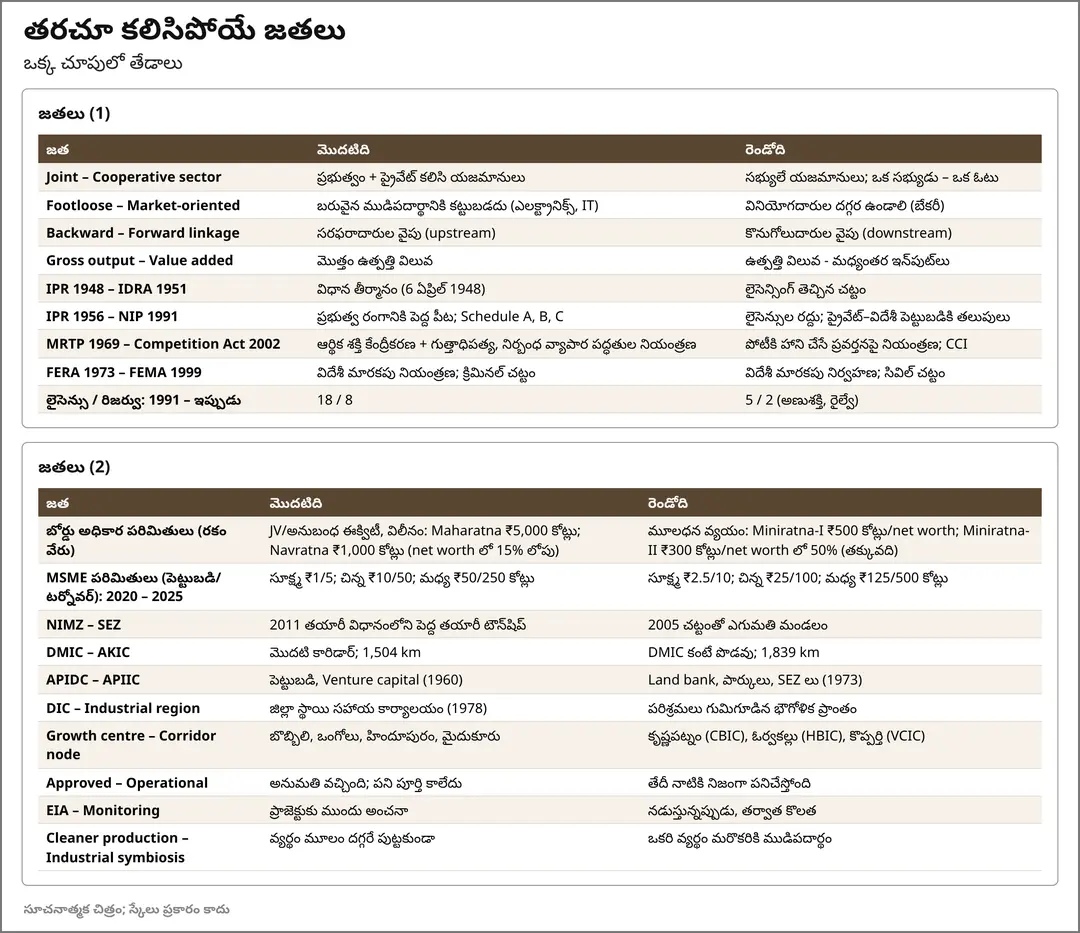 తరచూ కలిసిపోయే జతలు
ఒక్క చూపులో తేడాలు
జతలు (1)
జత మొదటిది రెండోది
Joint – Cooperative sector ప్రభుత్వం + ప్రైవేట్ కలిసి యజమానులు సభ్యులే యజమానులు; ఒక సభ్యుడు – ఒక ఓటు
Footloose – Market-oriented బరువైన ముడిపదార్థానికి కట్టుబడదు (ఎలక్ట్రానిక్స్, IT) వినియోగదారుల దగ్గర ఉండాలి (బేకరీ)
Backward – Forward linkage సరఫరాదారుల వైపు (upstream) కొనుగోలుదారుల వైపు (downstream)
Gross output – Value added మొత్తం ఉత్పత్తి విలువ ఉత్పత్తి విలువ - మధ్యంతర ఇన్‌పుట్‌లు
IPR 1948 – IDRA 1951 విధాన తీర్మానం (6 ఏప్రిల్ 1948) లైసెన్సింగ్ తెచ్చిన చట్టం
IPR 1956 – NIP 1991 ప్రభుత్వ రంగానికి పెద్ద పీట; Schedule A, B, C లైసెన్సుల రద్దు; ప్రైవేట్–విదేశీ పెట్టుబడికి తలుపులు
MRTP 1969 – Competition Act 2002 ఆర్థిక శక్తి కేంద్రీకరణ + గుత్తాధిపత్య, నిర్బంధ వ్యాపార పద్ధతుల నియంత్రణ పోటీకి హాని చేసే ప్రవర్తనపై నియంత్రణ; CCI
FERA 1973 – FEMA 1999 విదేశీ మారకపు నియంత్రణ; క్రిమినల్ చట్టం విదేశీ మారకపు నిర్వహణ; సివిల్ చట్టం
లైసెన్సు / రిజర్వు: 1991 – ఇప్పుడు 18 / 8 5 / 2 (అణుశక్తి, రైల్వే)
జతలు (2)
జత మొదటిది రెండోది
బోర్డు అధికార పరిమితులు (రకం JV/అనుబంధ ఈక్విటీ, విలీనం: Maharatna ₹5,000 కోట్లు; మూలధన వ్యయం: Miniratna-I ₹500 కోట్లు/net worth; Miniratna-
వేరు) Navratna ₹1,000 కోట్లు (net worth లో 15% లోపు) II ₹300 కోట్లు/net worth లో 50% (తక్కువది)
MSME పరిమితులు (పెట్టుబడి/ సూక్ష్మ ₹1/5; చిన్న ₹10/50; మధ్య ₹50/250 కోట్లు సూక్ష్మ ₹2.5/10; చిన్న ₹25/100; మధ్య ₹125/500 కోట్లు
టర్నోవర్): 2020 – 2025
NIMZ – SEZ 2011 తయారీ విధానంలోని పెద్ద తయారీ టౌన్‌షిప్ 2005 చట్టంతో ఎగుమతి మండలం
DMIC – AKIC మొదటి కారిడార్; 1,504 km DMIC కంటే పొడవు; 1,839 km
APIDC – APIIC పెట్టుబడి, Venture capital (1960) Land bank, పార్కులు, SEZ లు (1973)
DIC – Industrial region జిల్లా స్థాయి సహాయ కార్యాలయం (1978) పరిశ్రమలు గుమిగూడిన భౌగోళిక ప్రాంతం
Growth centre – Corridor బొబ్బిలి, ఒంగోలు, హిందూపురం, మైదుకూరు కృష్ణపట్నం (CBIC), ఓర్వకల్లు (HBIC), కొప్పర్తి (VCIC)
node
Approved – Operational అనుమతి వచ్చింది; పని పూర్తి కాలేదు తేదీ నాటికి నిజంగా పనిచేస్తోంది
EIA – Monitoring ప్రాజెక్టుకు ముందు అంచనా నడుస్తున్నప్పుడు, తర్వాత కొలత
Cleaner production – వ్యర్థం మూలం దగ్గరే పుట్టకుండా ఒకరి వ్యర్థం మరొకరికి ముడిపదార్థం
Industrial symbiosis
సూచనాత్మక చిత్రం; స్కేలు ప్రకారం కాదు